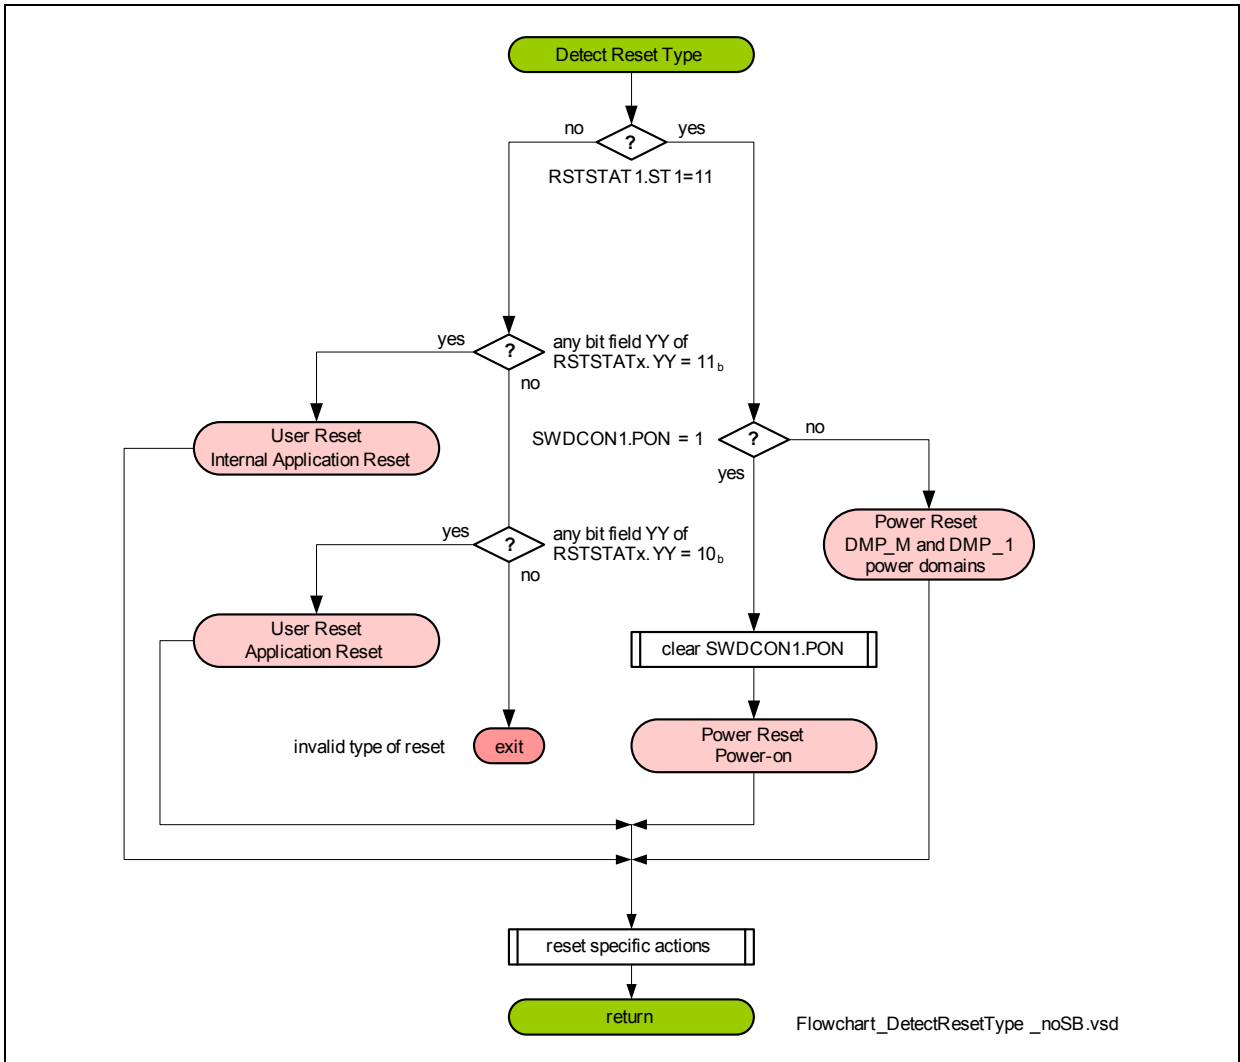 Detect Reset Type
no
?
yes
RSTSTAT1.ST1=11
yes
?
any bit field YY of
RSTSTATx.YY = 11b
no
User Reset
Internal Application Reset
SWDCON1.PON = 1
?
no
yes
Power Reset
DMP_M and DMP_1
power domains
yes
?
any bit field YY of
RSTSTATx.YY = 10b
no
User Reset
Application Reset
clear SWDCON1.PON
invalid type of reset
exit
Power Reset
Power-on
reset specific actions
return
Flowchart_DetectResetType _noSB.vsd